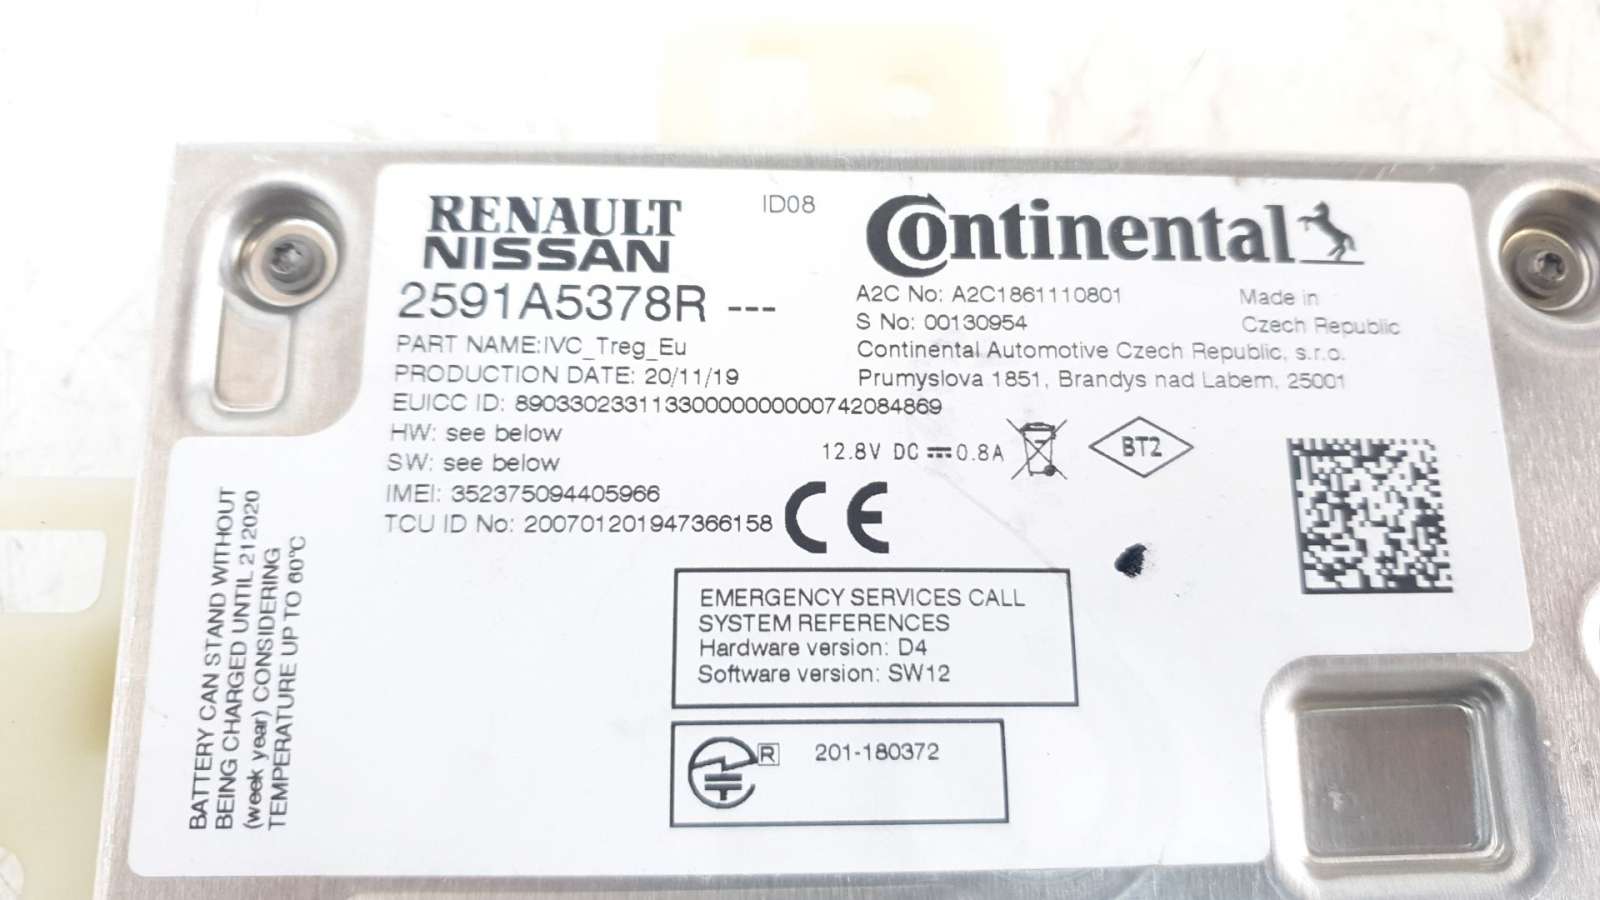 RENAULT
NISSAN
ID08
Continental
2591A5378R ---
PART NAME:IVC_Treg_Eu
PRODUCTION DATE: 20/11/19
EUICC ID: 89033023311330000000000742084869
HW: see below
SW: see below
IMEI: 352375094405966
TCU ID No: 200701201947366158
A2C No: A2C1861110801
S No: 00130954
Made in
Czech Republic
Continental Automotive Czech Republic, s.r.o.
Prumyslova 1851, Brandys nad Labem, 25001
12.8V DC 0.8A
BT2
CE
EMERGENCY SERVICES CALL
SYSTEM REFERENCES
Hardware version: D4
Software version: SW12
R 201-180372
BATTERY CAN STAND WITHOUT
BEING CHARGED UNTIL 212020
(week year) CONSIDERING
TEMPERATURE UP TO 60°C